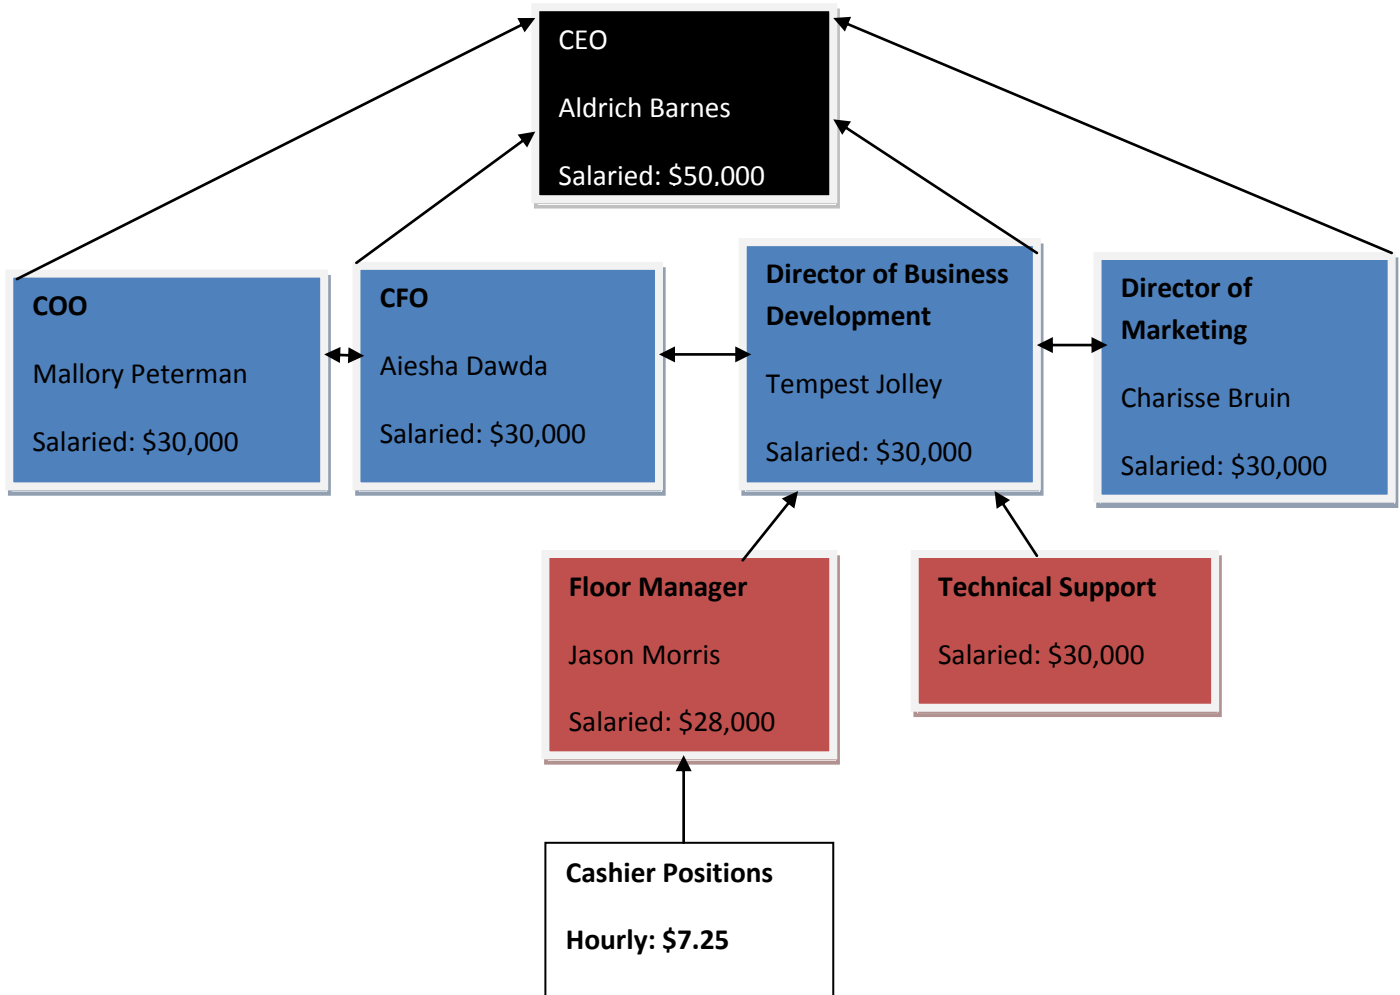 CEO
Aldrich Barnes
Salaried: $50,000
COO
Mallory Peterman
Salaried: $30,000
CFO
Aiesha Dawda
Salaried: $30,000
Director of Business
Development
Tempest Jolley
Salaried: $30,000
Director of
Marketing
Charisse Bruin
Salaried: $30,000
Floor Manager
Jason Morris
Salaried: $28,000
Technical Support
Salaried: $30,000
Cashier Positions
Hourly: $7.25